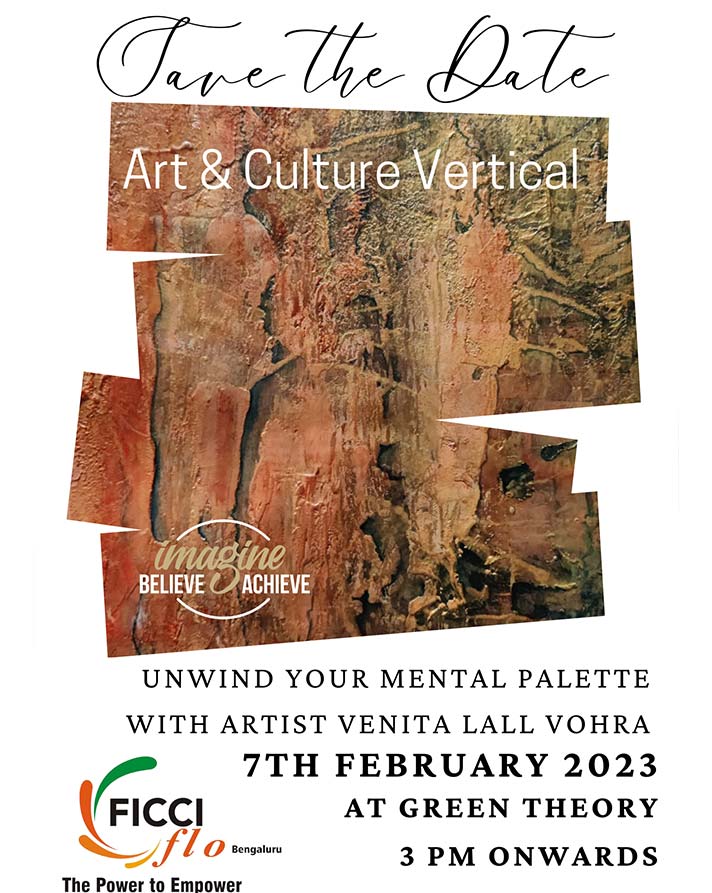 Save the Date
Art & Culture Vertical
imagine
BELIEVE ACHIEVE
UNWIND YOUR MENTAL PALETTE
WITH ARTIST VENITA LALL VOHRA
7TH FEBRUARY 2023
AT GREEN THEORY
3 PM ONWARDS
FICCI
flo Bengaluru
The Power to Empower